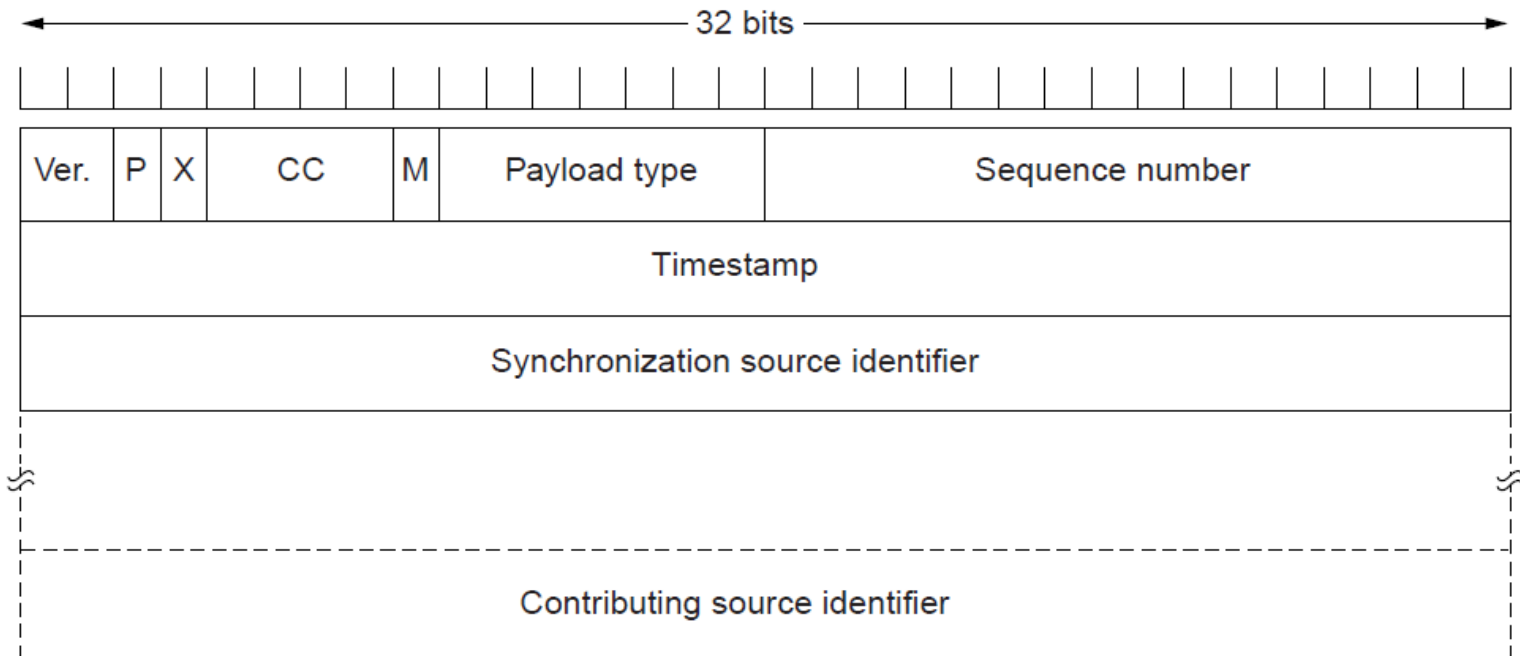 32 bits
Ver. P X CC M Payload type Sequence number
Timestamp
Synchronization source identifier
Contributing source identifier